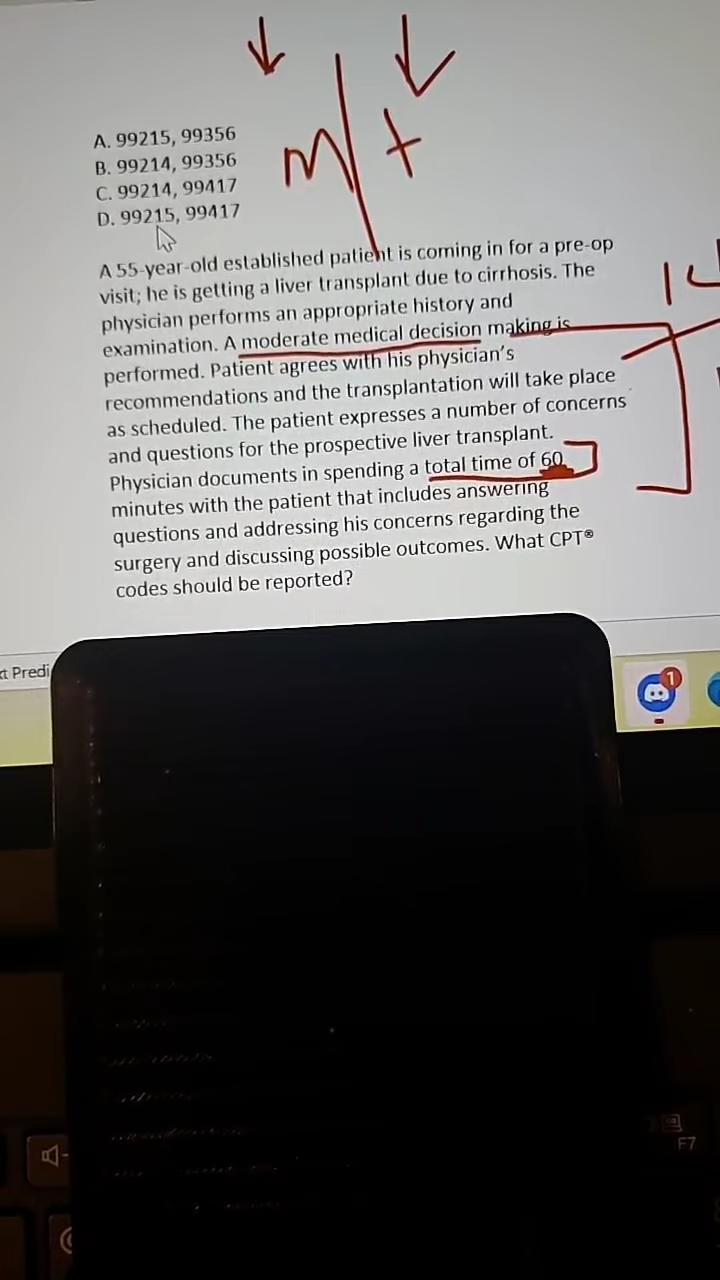 A. 99215, 99356
B. 99214, 99356
C. 99214, 99417
D. 99215, 99417
M t
A 55-year-old established patient is coming in for a pre-op
visit; he is getting a liver transplant due to cirrhosis. The
physician performs an appropriate history and
examination. A moderate medical decision making is
performed. Patient agrees with his physician's
recommendations and the transplantation will take place
as scheduled. The patient expresses a number of concerns
and questions for the prospective liver transplant.
Physician documents in spending a total time of 60
minutes with the patient that includes answering
questions and addressing his concerns regarding the
surgery and discussing possible outcomes. What CPT®
codes should be reported?
xt Predi
1
F7